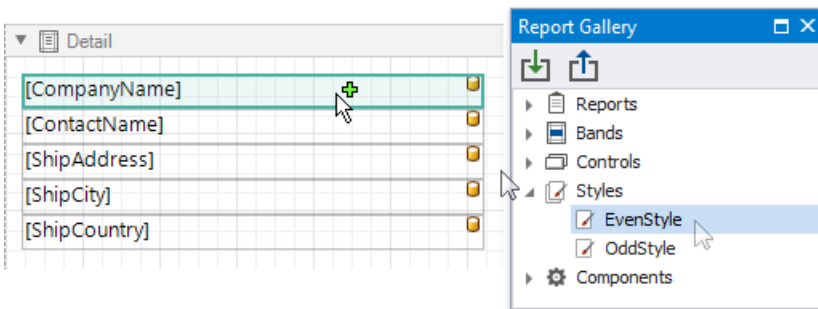 Detail
[CompanyName]
[ContactName]
[ShipAddress]
[ShipCity]
[ShipCountry]
Report Gallery
Reports
Bands
Controls
Styles
EvenStyle
OddStyle
Components